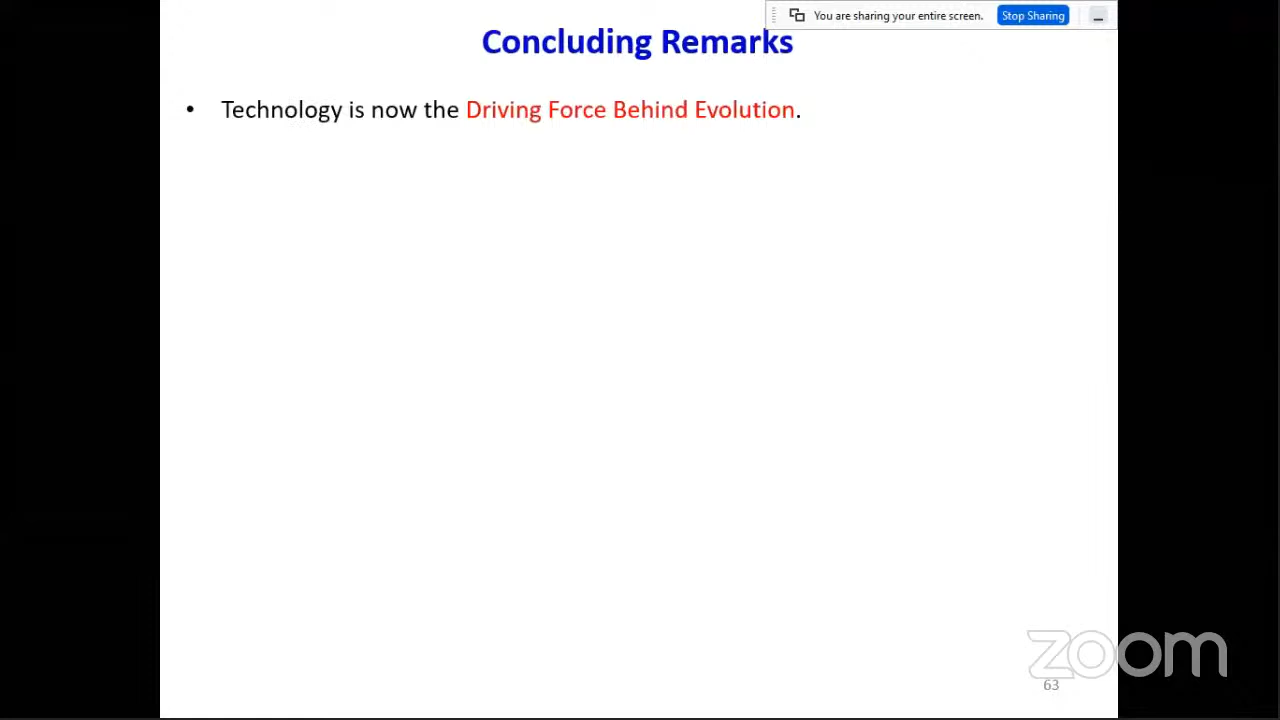 You are sharing your entire screen. Stop Sharing
Concluding Remarks
• Technology is now the Driving Force Behind Evolution.
zoom
63